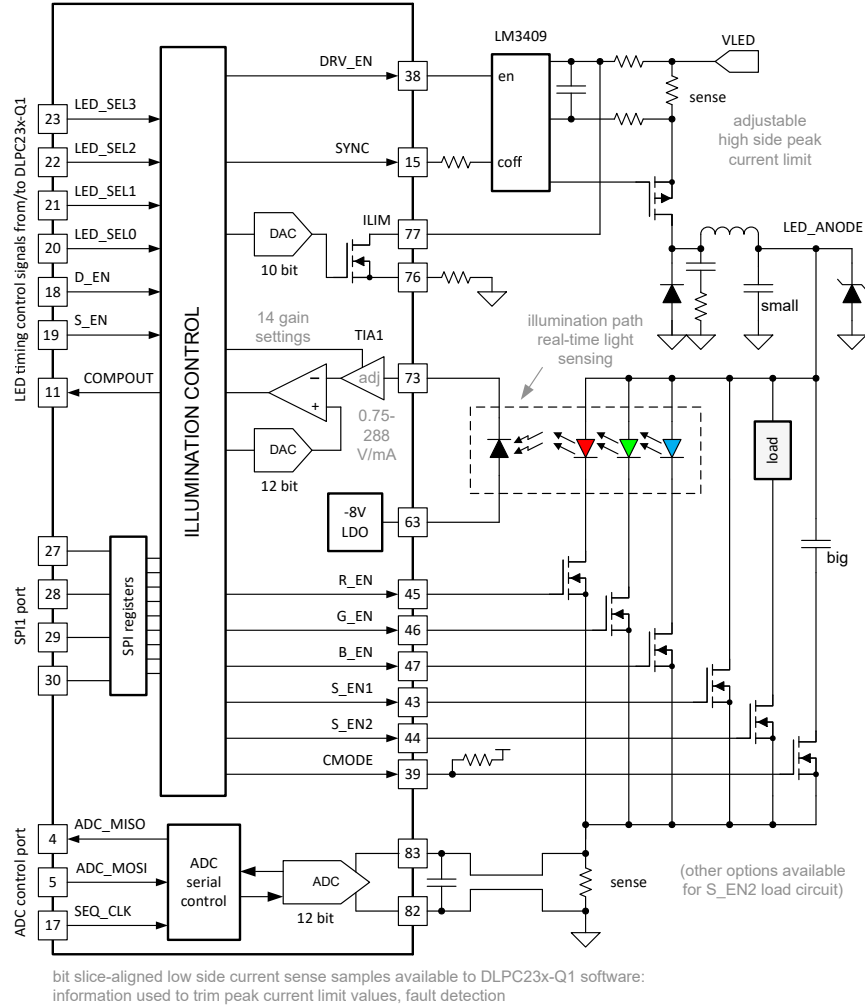 LM3409
VLED
DRV_EN
38
en
sense
adjustable
high side peak
current limit
LED timing control signals from/to DLPC23x-Q1
23
LED_SEL3
22
LED_SEL2
SYNC
15
coff
21
LED_SEL1
20
LED_SEL0
DAC
10 bit
ILIM
77
LED_ANODE
18
D_EN
76
small
19
S_EN
14 gain
settings
TIA1
illumination path
real-time light
sensing
11
COMPOUT
ILLUMINATION CONTROL
−
+
adj
73
0.75-
288
V/mA
DAC
12 bit
load
-8V
LDO
63
big
SPI1 port
27
28
29
30
SPI registers
R_EN
45
G_EN
46
B_EN
47
S_EN1
43
S_EN2
44
CMODE
39
ADC control port
4
ADC_MISO
5
ADC_MOSI
17
SEQ_CLK
ADC
serial
control
ADC
12 bit
83
82
sense
(other options available
for S_EN2 load circuit)
bit slice-aligned low side current sense samples available to DLPC23x-Q1 software:
information used to trim peak current limit values, fault detection